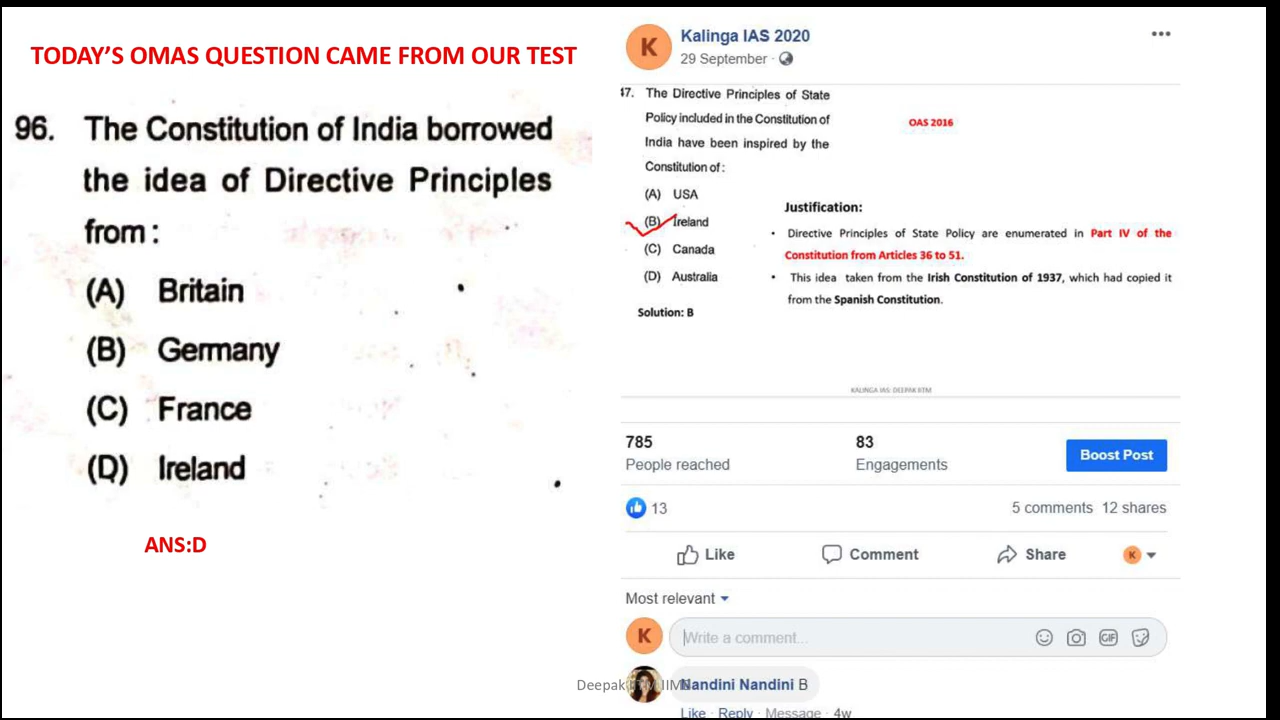 TODAY'S OMAS QUESTION CAME FROM OUR TEST
96. The Constitution of India borrowed
the idea of Directive Principles
from :
(A) Britain
(B) Germany
(C) France
(D) Ireland
ANS:D
K
Kalinga IAS 2020
29 September ·
47. The Directive Principles of State
Policy included in the Constitution of
India have been inspired by the
Constitution of :
(A) USA
(B) Ireland
(C) Canada
(D) Australia
Solution: B
OAS 2016
Justification:
• Directive Principles of State Policy are enumerated in Part IV of the
Constitution from Articles 36 to 51.
• This idea taken from the Irish Constitution of 1937, which had copied it
from the Spanish Constitution.
KALINGA IAS: DEEPAK IITM
785
People reached
83
Engagements
Boost Post
13
5 comments 12 shares
Like
Comment
Share
K
Most relevant
K
Write a comment...
GIF
Nandini Nandini B
Deepak
Like · Reply · Message · 4w